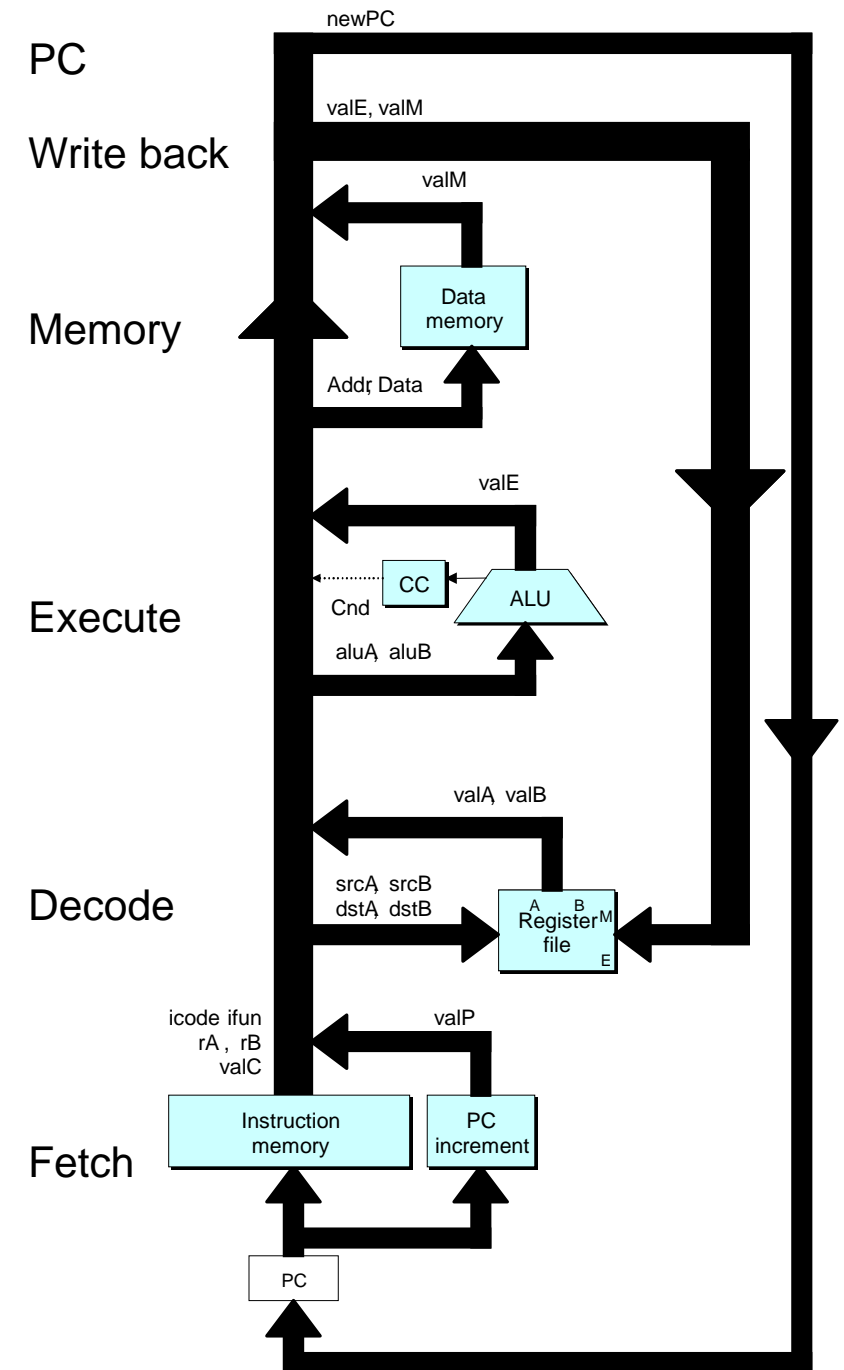 newPC
PC
valE, valM
Write back
valM
Data
memory
Memory
Addr, Data
valE
CC
ALU
Cnd
Execute
aluA, aluB
valA, valB
srcA, srcB
dstA, dstB
Decode
A B
Register M
file
E
icode ifun
rA , rB
valC
valP
Instruction
memory
PC
increment
Fetch
PC